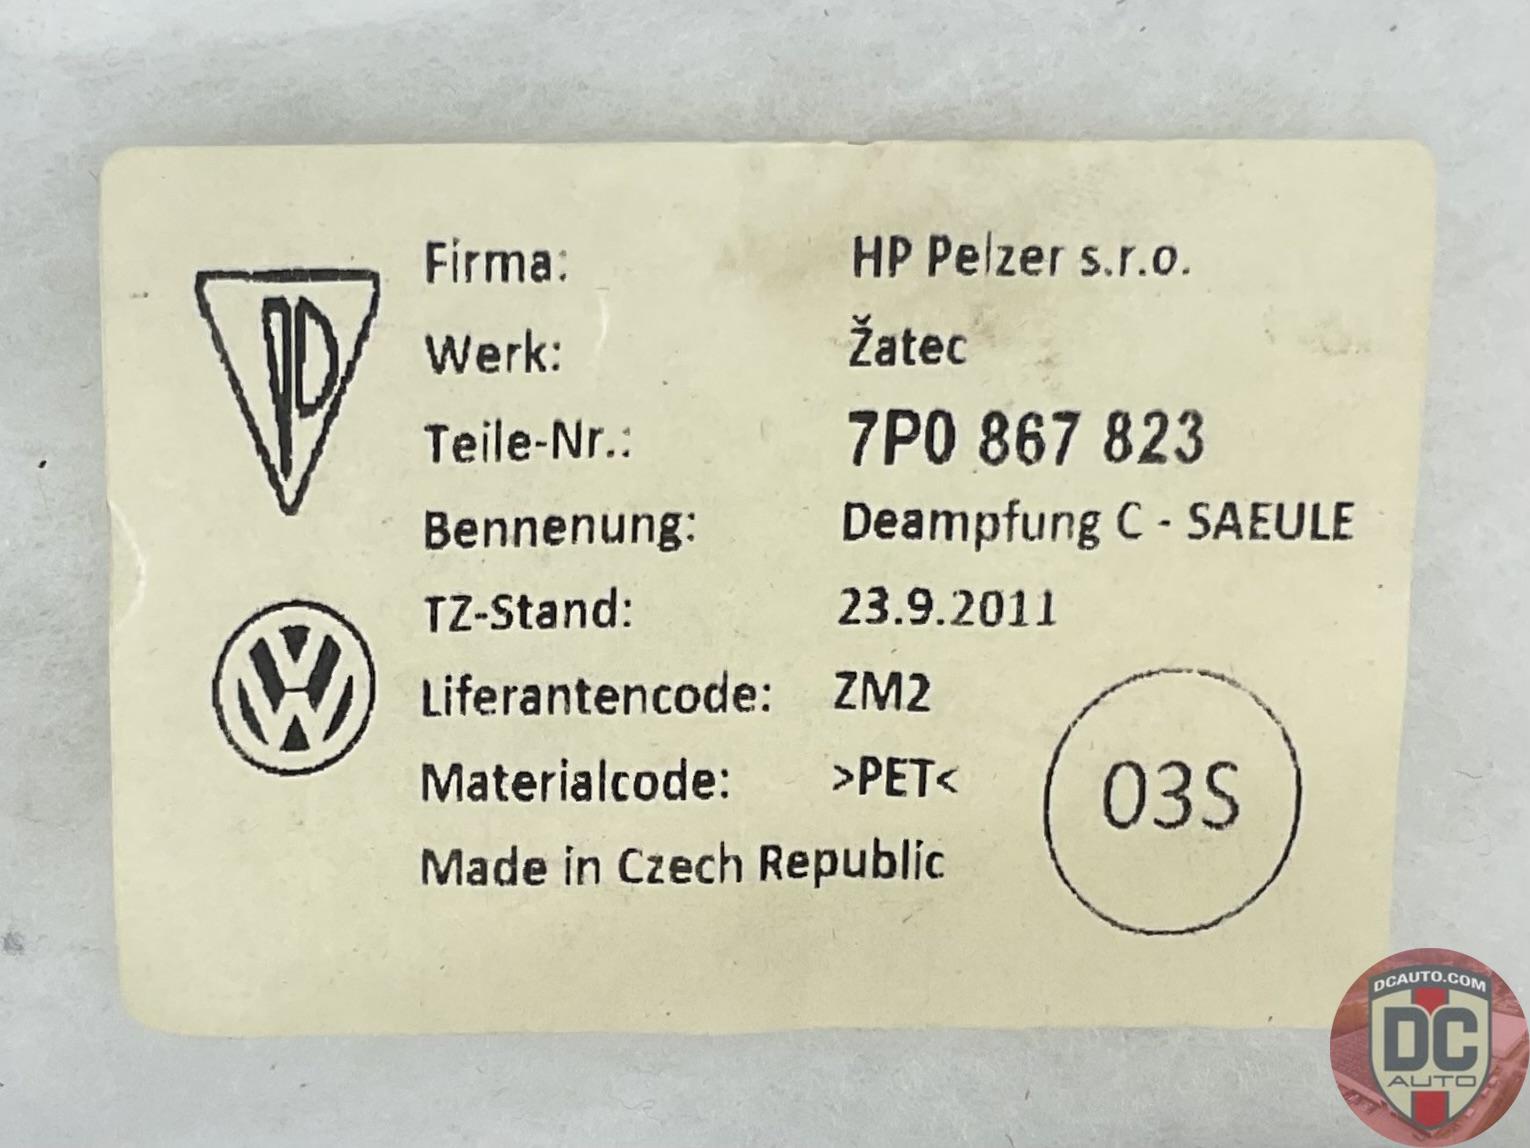 Firma: HP Pelzer s.r.o.
Werk: Žatec
Teile-Nr.: 7P0 867 823
Bennenung: Deampfung C - SAEULE
TZ-Stand: 23.9.2011
Liferantencode: ZM2
Materialcode: >PET<
03S
Made in Czech Republic
DCAUTO.COM
DC
AUTO